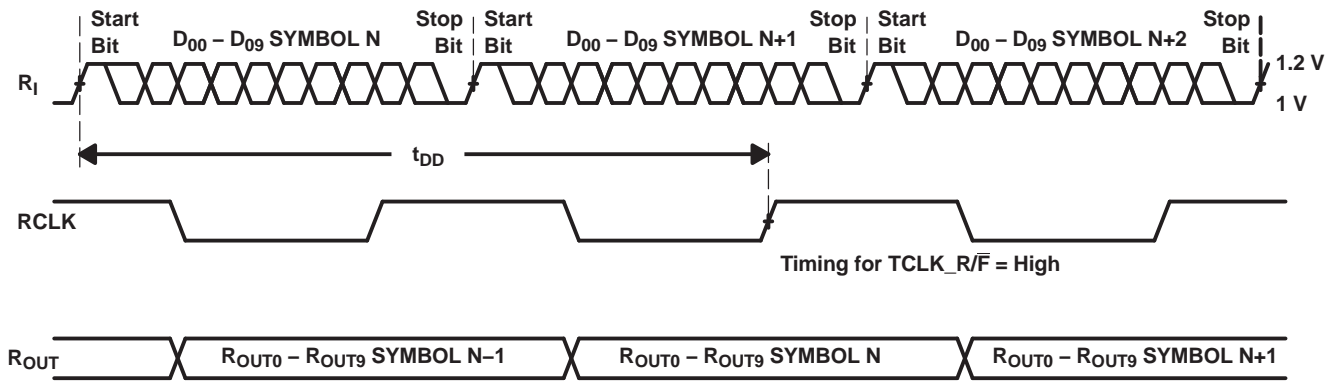 Start Bit D00 – D09 SYMBOL N Stop Bit Start Bit D00 – D09 SYMBOL N+1 Stop Bit Start Bit D00 – D09 SYMBOL N+2 Stop Bit
RI
1.2 V
1 V
tDD
RCLK
Timing for TCLK_R/F̅ = High
ROUT
ROUT0 – ROUT9 SYMBOL N–1 ROUT0 – ROUT9 SYMBOL N ROUT0 – ROUT9 SYMBOL N+1